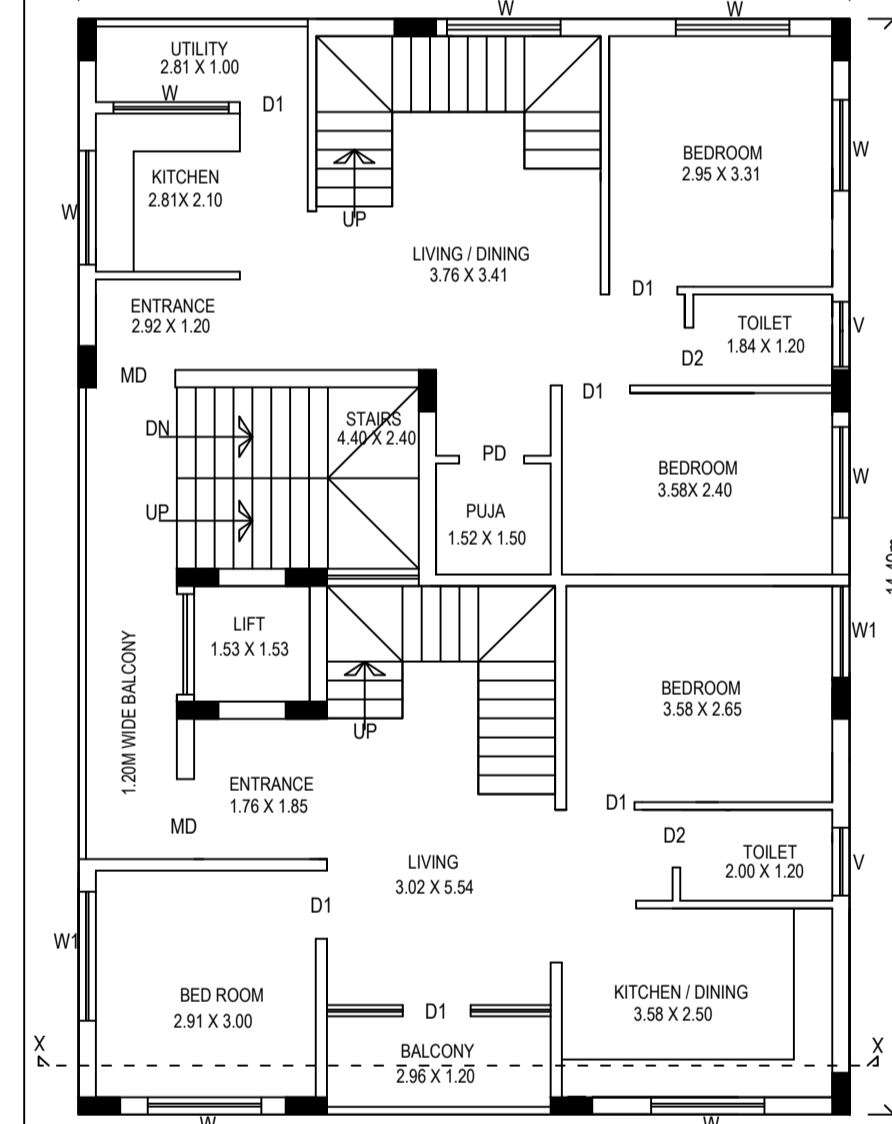 W
W
UTILITY
2.81 X 1.00
W
D1
BEDROOM
2.95 X 3.31
W
KITCHEN
2.81X 2.10
W
UP
LIVING / DINING
3.76 X 3.41
D1
ENTRANCE
2.92 X 1.20
TOILET
1.84 X 1.20
V
D2
MD
D1
STAIRS
4.40 X 2.40
DN
PD
BEDROOM
3.58X 2.40
W
UP
PUJA
1.52 X 1.50
LIFT
1.53 X 1.53
W1
1.20M WIDE BALCONY
BEDROOM
3.58 X 2.65
UP
ENTRANCE
1.76 X 1.85
D1
MD
D2
LIVING
3.02 X 5.54
TOILET
2.00 X 1.20
V
D1
W1
BED ROOM
2.91 X 3.00
KITCHEN / DINING
3.58 X 2.50
D1
X
X
BALCONY
2.96 X 1.20
W
W